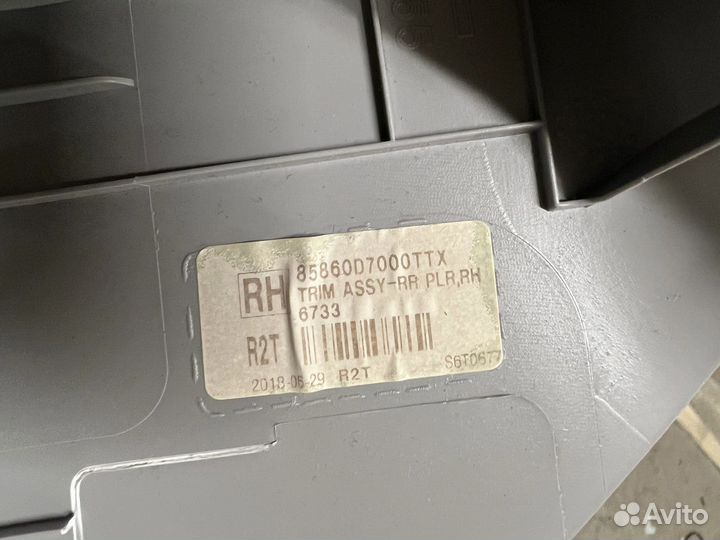 85860D7000TTX
RH
TRIM ASSY-RR PLR,RH
6733
R2T
2018-06-29 R2T
S6T0677
Avito